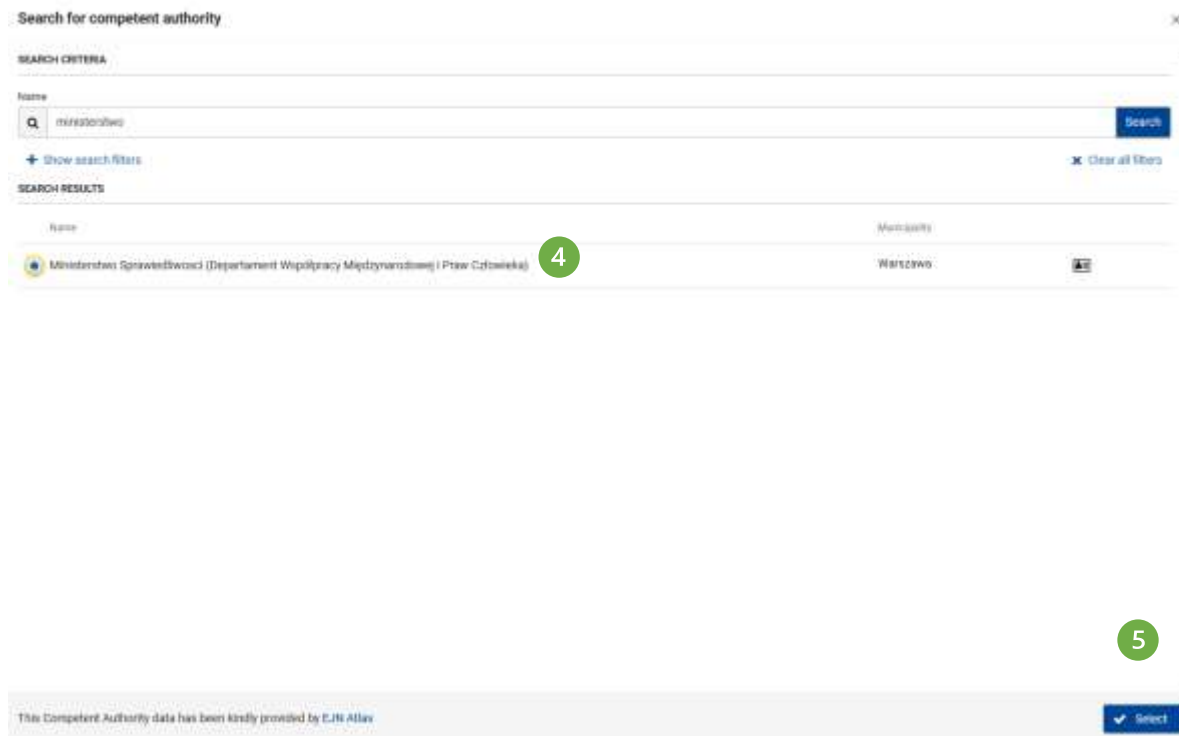 Search for competent authority
SEARCH CRITERIA
Name
ministerstwo Search
Show search filters Clear all filters
SEARCH RESULTS
Name Municipality
Ministerstwo Sprawiedliwosci (Departament Współpracy Międzynarodowej i Praw Człowieka) 4 Warszawa
5
This Competent Authority data has been kindly provided by EJN Atlas Select